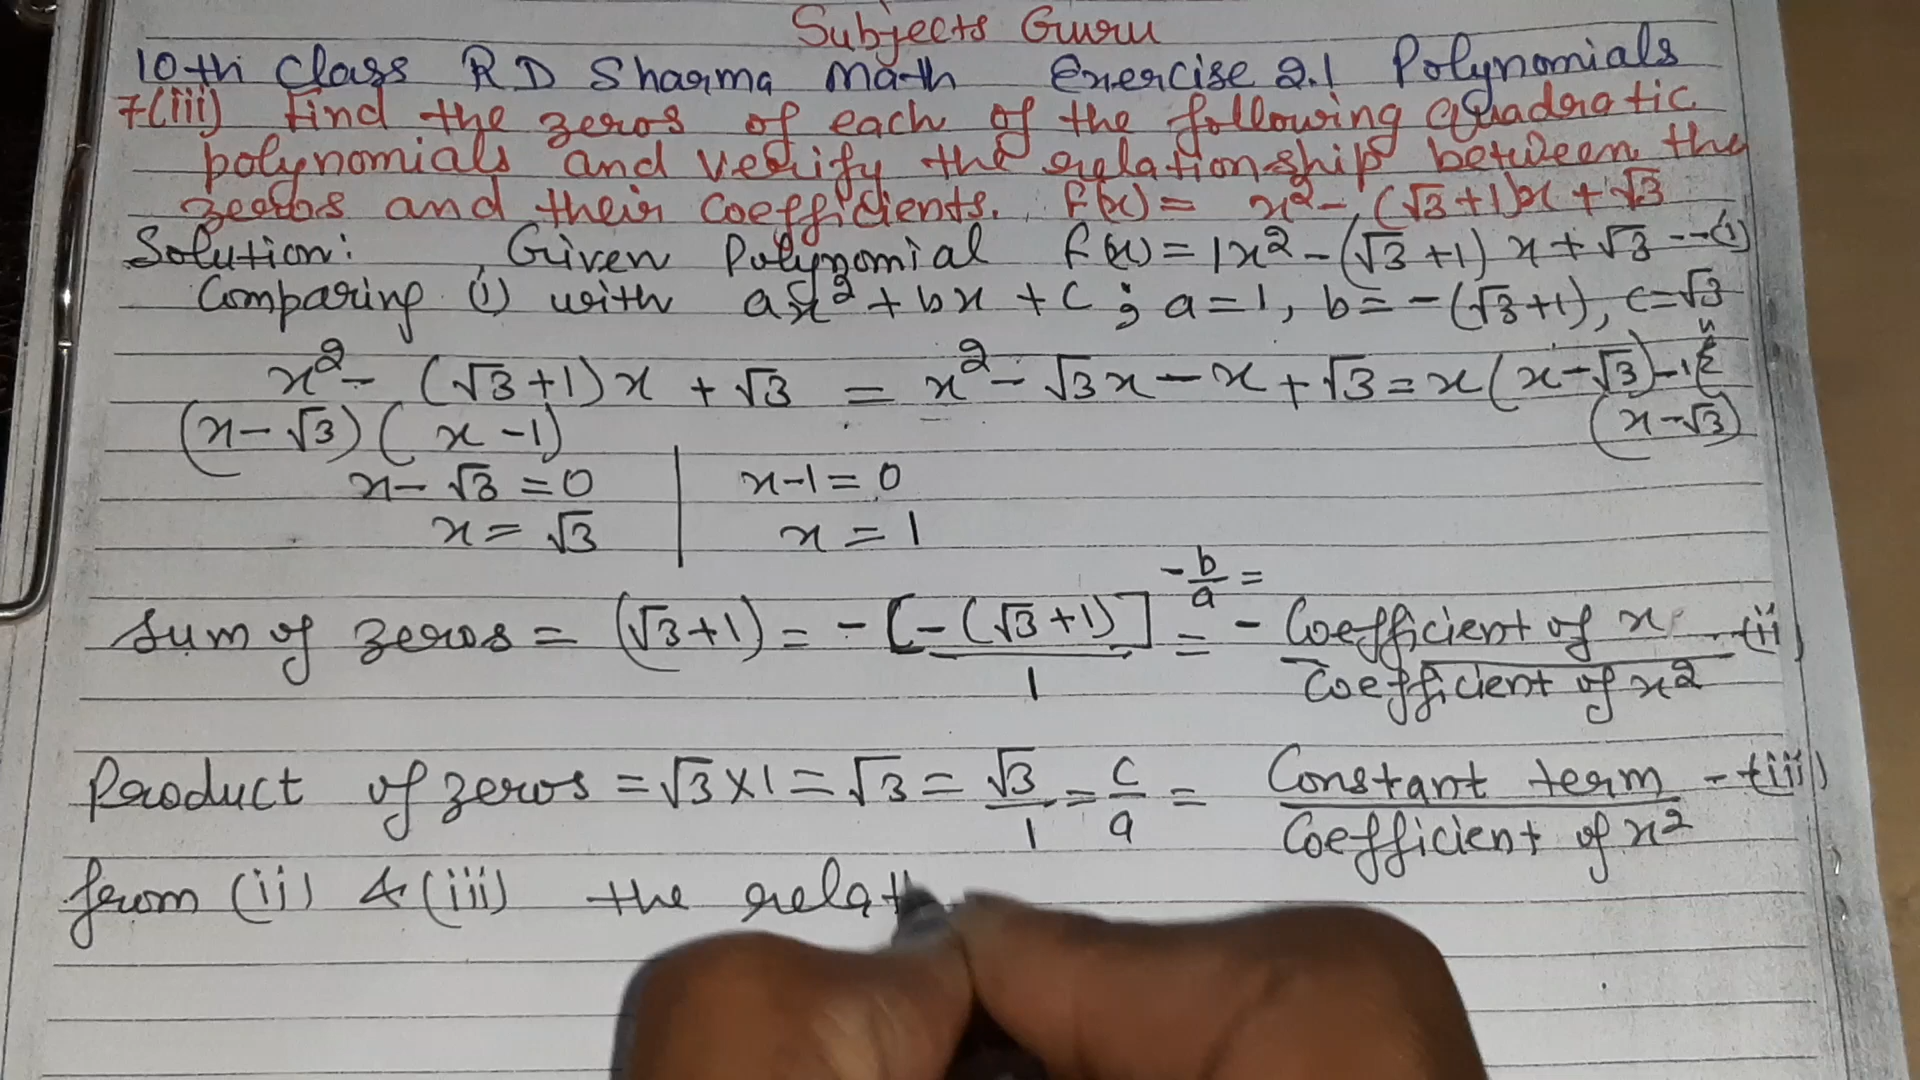 Subjects Guru
10th Class RD Sharma Math Exercise 2.1 Polynomials
7(iii) Find the zeros of each of the following quadratic
polynomials and verify the relationship between the
zeros and their coefficients. f(x) = x² - (√3+1)x + √3
Solution: Given Polynomial f(x) = 1x² - (√3+1)x + √3 --(i)
Comparing (i) with ax² + bx + c ; a = 1, b = -(√3+1), c = √3
x² - (√3+1)x + √3 = x² - √3x - x + √3 = x(x-√3) - 1
(x-√3)
(x-√3)(x-1)
x - √3 = 0 | x-1 = 0
x = √3 | x = 1
Sum of zeros = (√3+1) = -[-(√3+1)]/1 = -b/a = - Coefficient of x / Coefficient of x² -(ii)
Product of zeros = √3×1 = √3 = √3/1 = c/a = Constant term / Coefficient of x² -(iii)
from (ii) & (iii) the relat